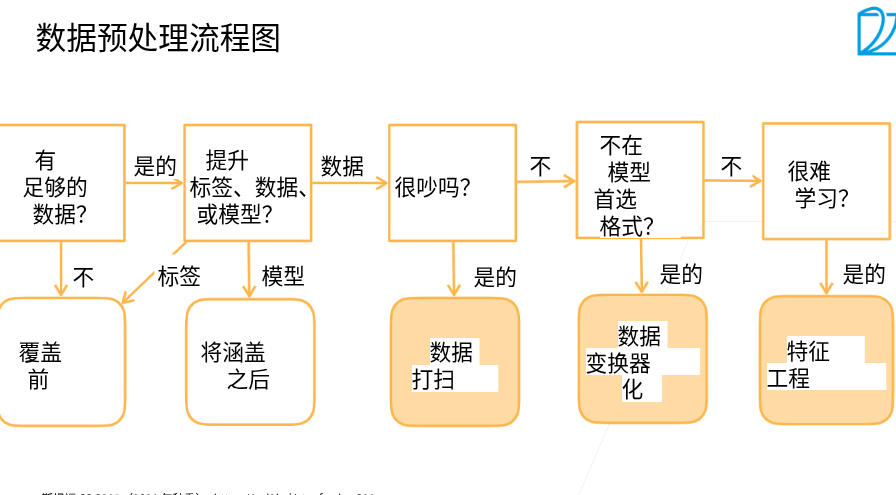 数据预处理流程图
有
足够的
数据？
是的
提升
标签、数据、
或模型？
数据
很吵吗？
不
不在
模型
首选
格式？
不
很难
学习？
不
标签
模型
是的
是的
是的
覆盖
前
将涵盖
之后
数据
打扫
数据
变换器
化
特征
工程